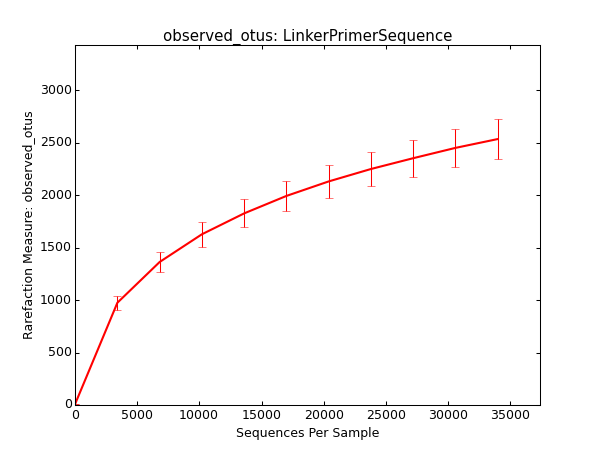 observed_otus: LinkerPrimerSequence
Rarefaction Measure: observed_otus
3000
2500
2000
1500
1000
500
0
0 5000 10000 15000 20000 25000 30000 35000
Sequences Per Sample